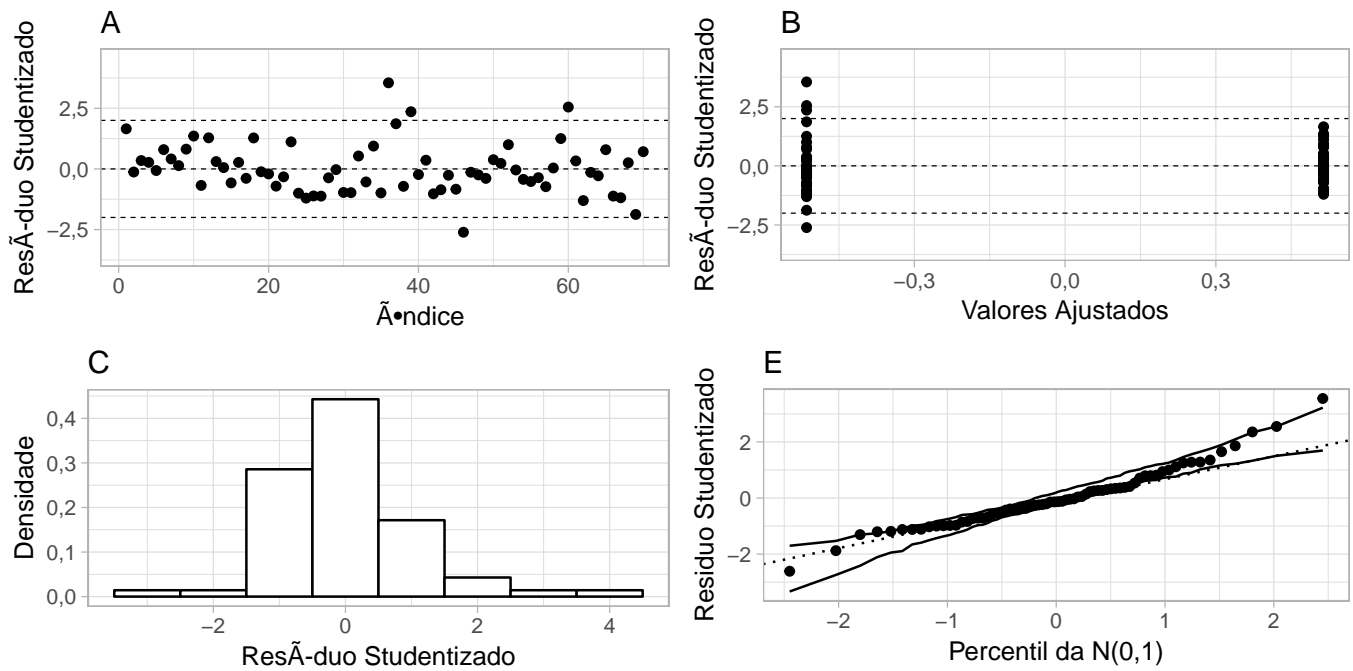 A
ResÃ-duo Studentizado
2,5
0,0
−2,5
0
20
40
60
Ã•ndice
B
ResÃ-duo Studentizado
2,5
0,0
−2,5
−0,3
0,0
0,3
Valores Ajustados
C
Densidade
0,4
0,3
0,2
0,1
0,0
−2
0
2
4
ResÃ-duo Studentizado
E
Residuo Studentizado
2
0
−2
−2
−1
0
1
2
Percentil da N(0,1)